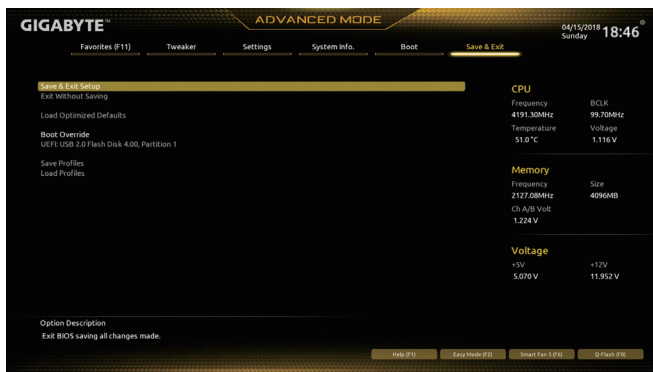 GIGABYTE™
ADVANCED MODE
04/15/2018
Sunday
18:46
Favorites (F11)
Tweaker
Settings
System Info.
Boot
Save & Exit
Save & Exit Setup
Exit Without Saving
Load Optimized Defaults
Boot Override
UEFI: USB 2.0 Flash Disk 4.00, Partition 1
Save Profiles
Load Profiles
CPU
Frequency BCLK
4191.30MHz 99.70MHz
Temperature Voltage
51.0 °C 1.116 V
Memory
Frequency Size
2127.08MHz 4096MB
Ch A/B Volt
1.224 V
Voltage
+5V +12V
5.070 V 11.952 V
Option Description
Exit BIOS saving all changes made.
Help (F1)
Easy Mode (F2)
Smart Fan 5 (F6)
Q-Flash (F8)